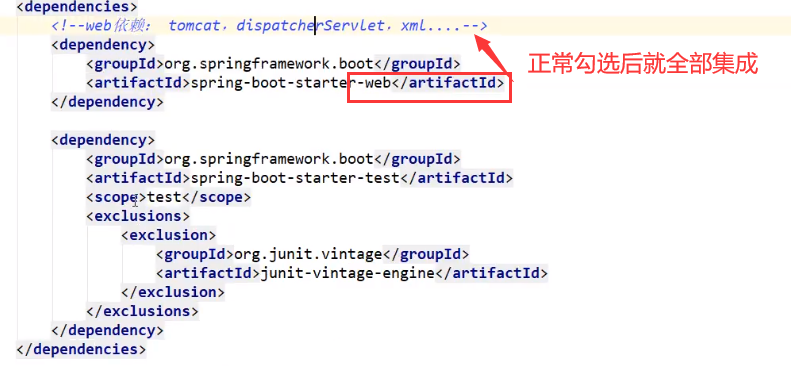 <dependencies>
<!--web依赖： tomcat，dispatcherServlet，xml....-->
<dependency>
<groupId>org.springframework.boot</groupId>
<artifactId>spring-boot-starter-web</artifactId>
</dependency>
正常勾选后就全部集成
<dependency>
<groupId>org.springframework.boot</groupId>
<artifactId>spring-boot-starter-test</artifactId>
<scope>test</scope>
<exclusions>
<exclusion>
<groupId>org.junit.vintage</groupId>
<artifactId>junit-vintage-engine</artifactId>
</exclusion>
</exclusions>
</dependency>
</dependencies>